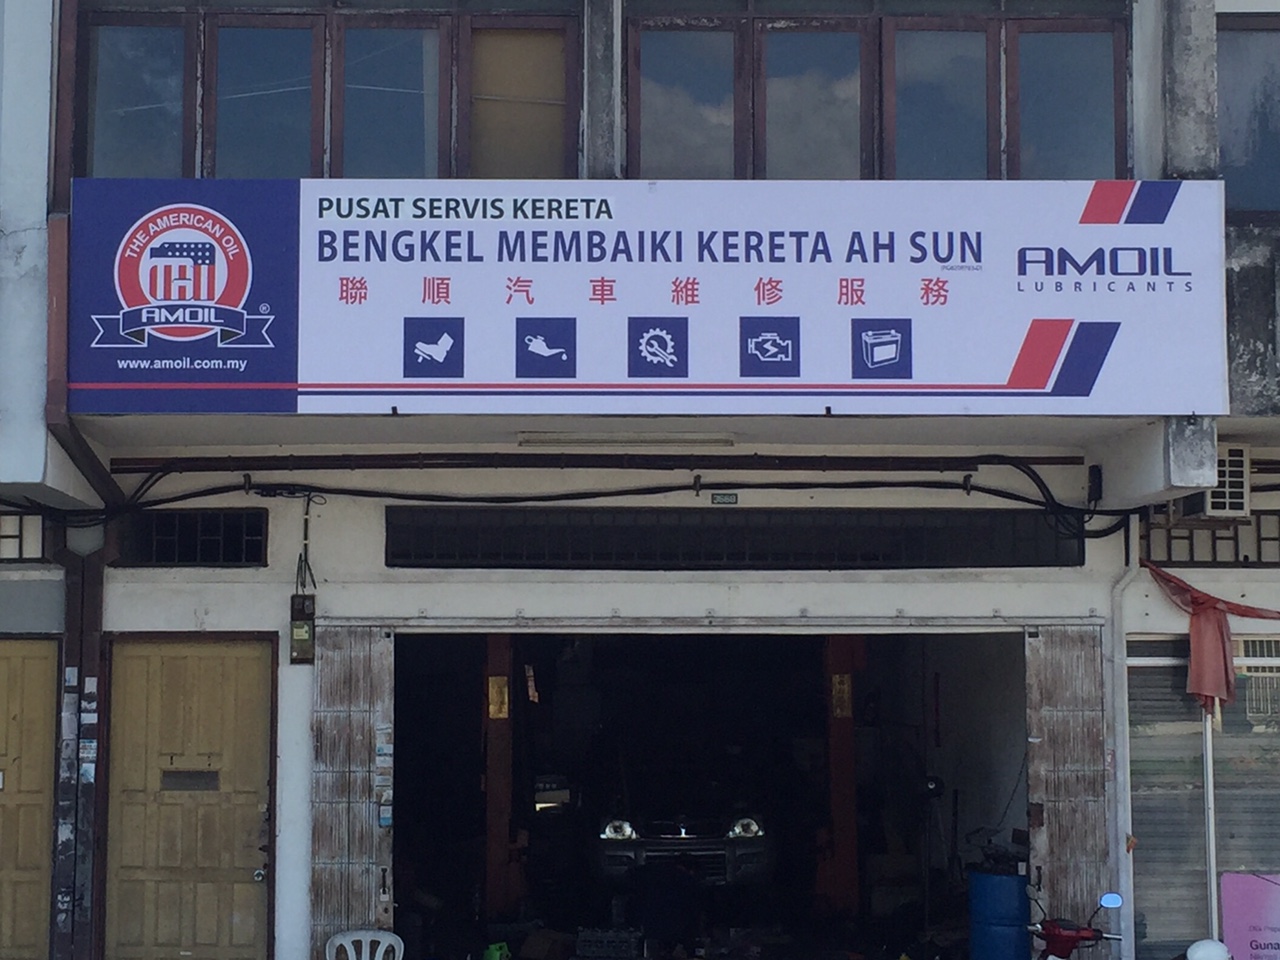 THE AMERICAN OIL
AMOIL
®
www.amoil.com.my
PUSAT SERVIS KERETA
BENGKEL MEMBAIKI KERETA AH SUN
聯順汽車維修服務
AMOIL
LUBRICANTS
Guna